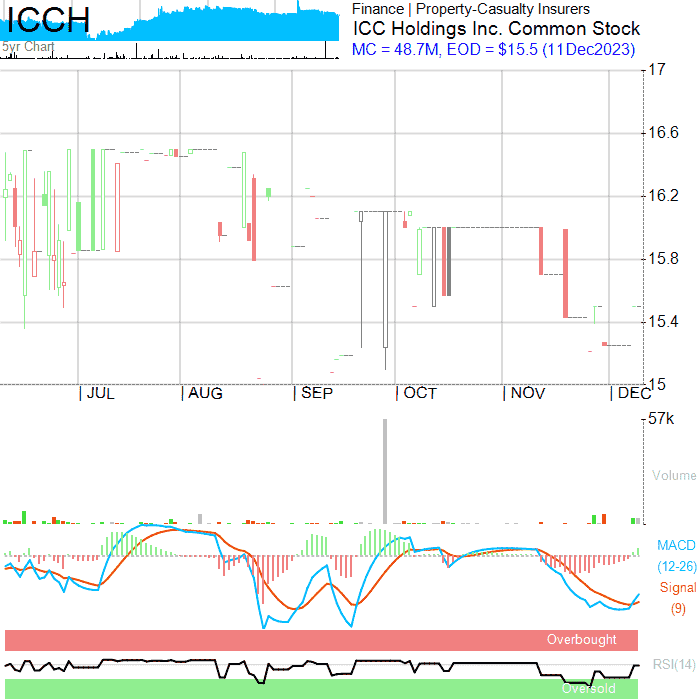 ICCH
5yr Chart
Finance | Property-Casualty Insurers
ICC Holdings Inc. Common Stock
MC = 48.7M, EOD = $15.5 (11Dec2023)
17
16.6
16.2
15.8
15.4
15
| JUL | AUG | SEP | OCT | NOV | DEC
57k
Volume
MACD
(12-26)
Signal
(9)
Overbought
RSI(14)
Oversold